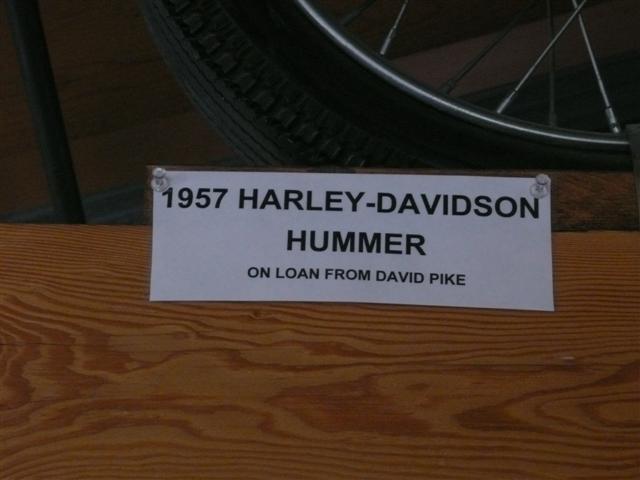 1957 HARLEY-DAVIDSON
HUMMER
ON LOAN FROM DAVID PIKE